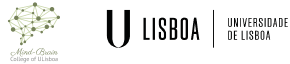 Mind-Brain
College of ULisboa
U LISBOA
UNIVERSIDADE
DE LISBOA